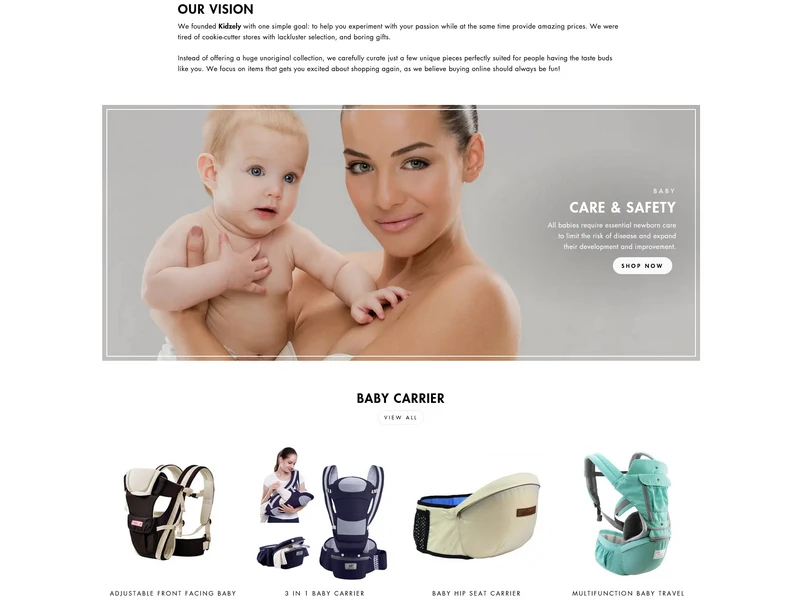 OUR VISION
We founded Kidzely with one simple goal: to help you experiment with your passion while at the same time provide amazing prices. We were
tired of cookie-cutter stores with lackluster selection, and boring gifts.
Instead of offering a huge unoriginal collection, we carefully curate just a few unique pieces perfectly suited for people having the taste buds
like you. We focus on items that gets you excited about shopping again, as we believe buying online should always be fun!
BABY
CARE & SAFETY
All babies require essential newborn care
to limit the risk of disease and expand
their development and improvement.
SHOP NOW
BABY CARRIER
VIEW ALL
ADJUSTABLE FRONT FACING BABY
3 IN 1 BABY CARRIER
BABY HIP SEAT CARRIER
MULTIFUNCTION BABY TRAVEL